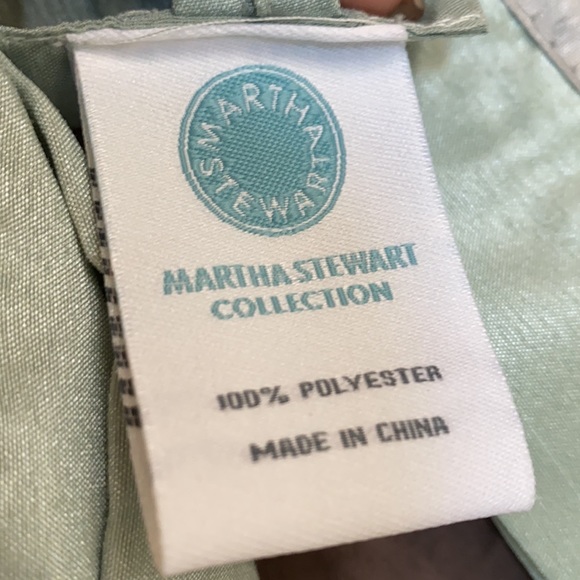 MARTHA
STEWART
MARTHA STEWART
COLLECTION
100% POLYESTER
MADE IN CHINA